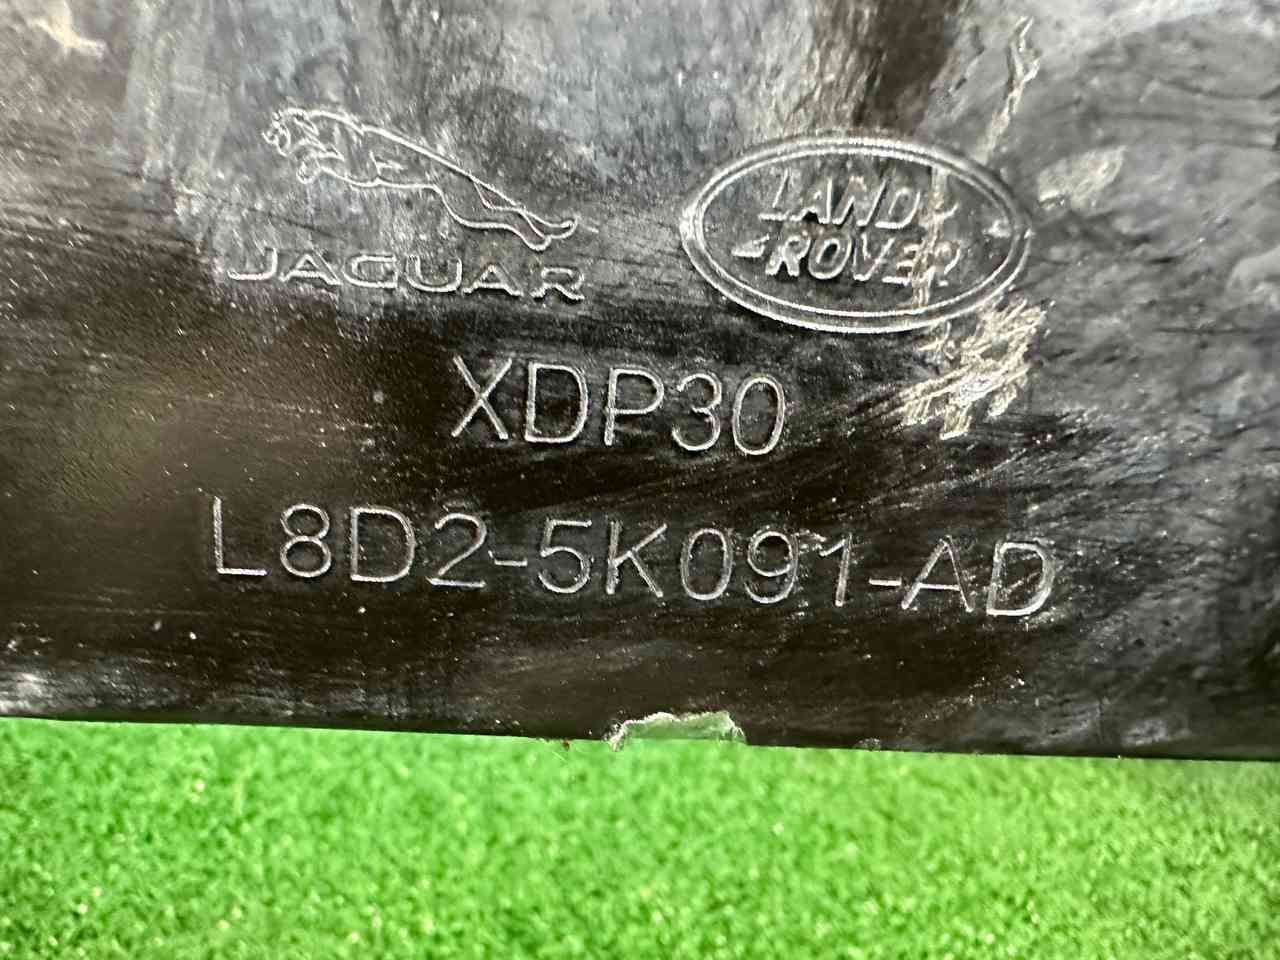 JAGUAR
LAND
ROVER
XDP30
L8D2-5K091-AD